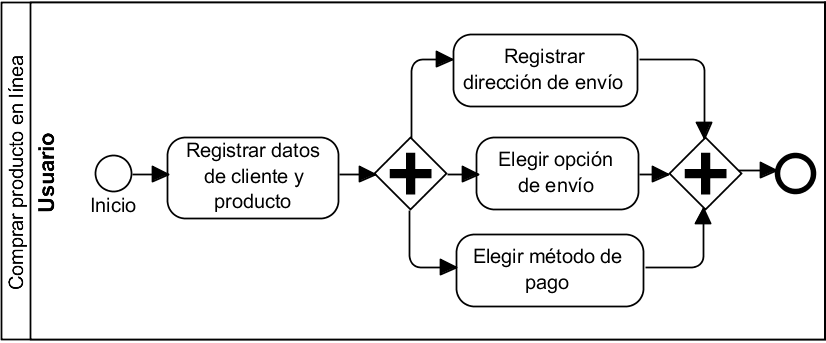 Comprar producto en línea
Usuario
Inicio
Registrar datos
de cliente y
producto
Registrar
dirección de envío
Elegir opción
de envío
Elegir método de
pago